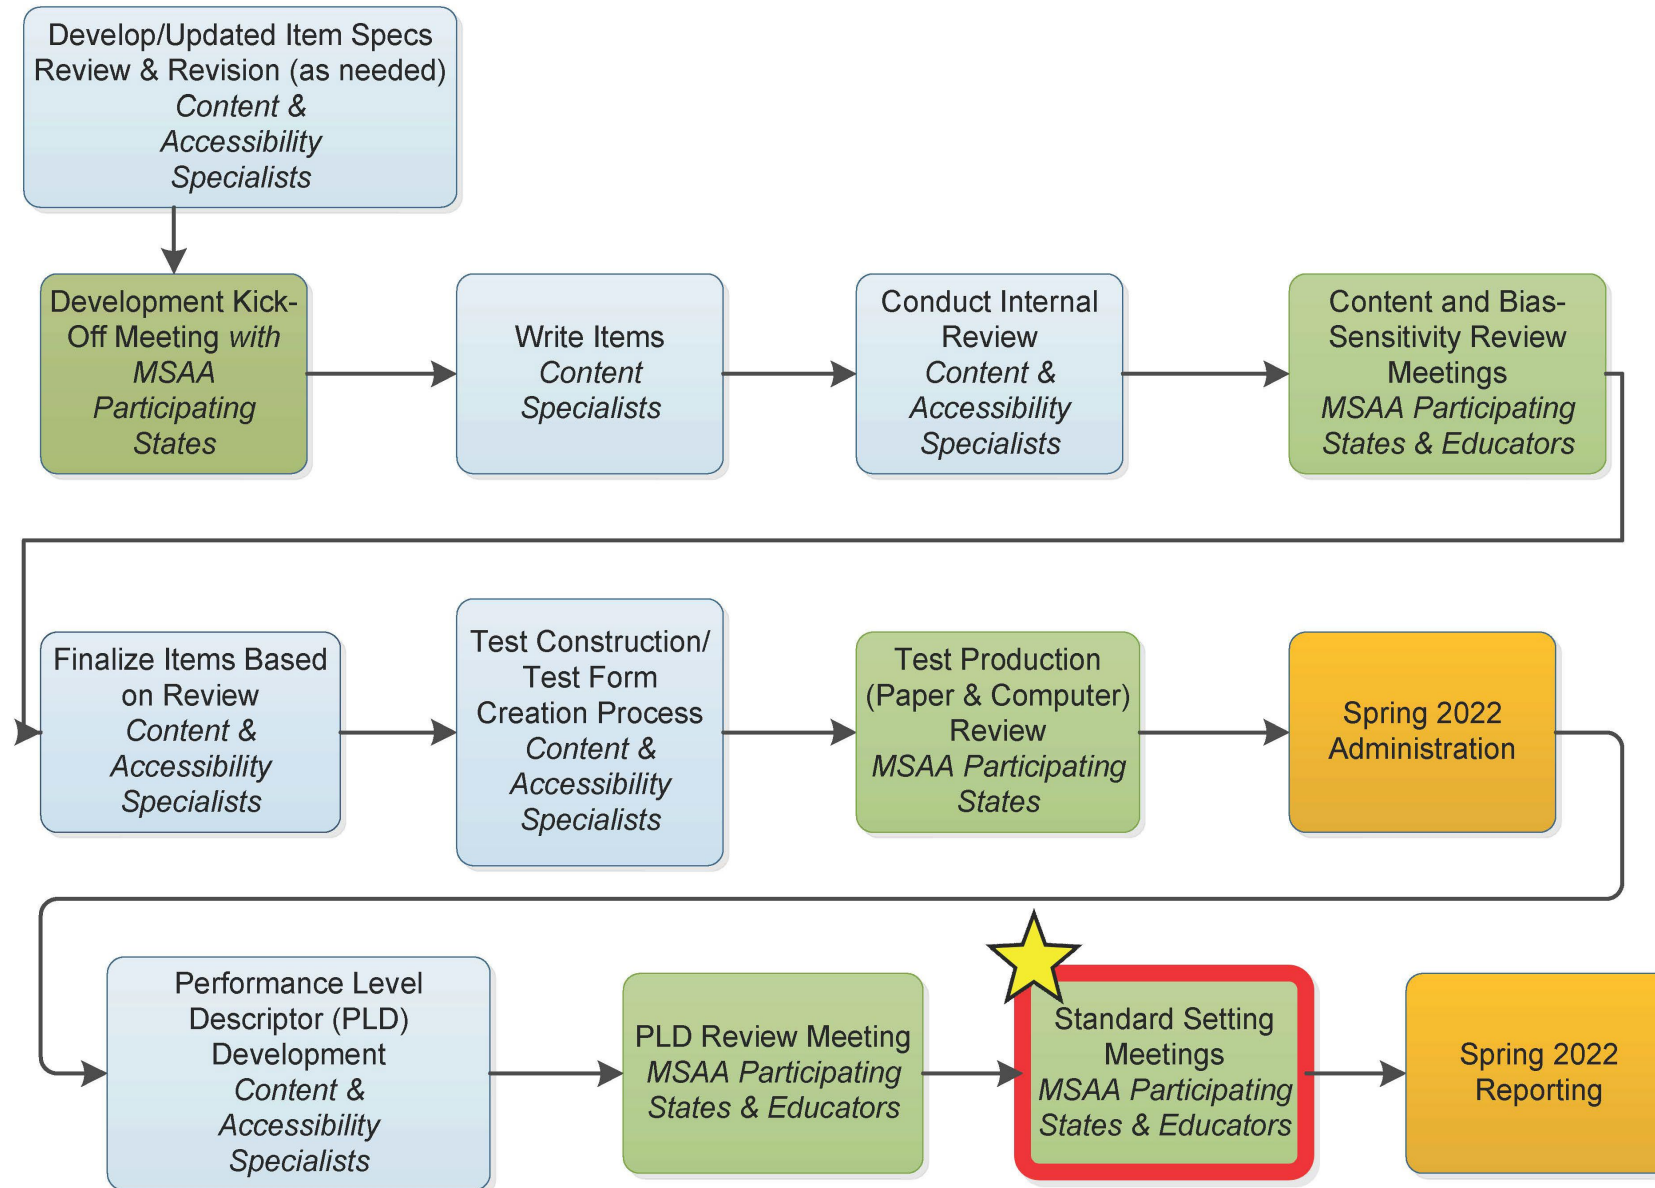 Develop/Updated Item Specs
Review & Revision (as needed)
Content &
Accessibility
Specialists
Development Kick-
Off Meeting with
MSAA
Participating
States
Write Items
Content
Specialists
Conduct Internal
Review
Content &
Accessibility
Specialists
Content and Bias-
Sensitivity Review
Meetings
MSAA Participating
States & Educators
Finalize Items Based
on Review
Content &
Accessibility
Specialists
Test Construction/
Test Form
Creation Process
Content &
Accessibility
Specialists
Test Production
(Paper & Computer)
Review
MSAA Participating
States
Spring 2022
Administration
Performance Level
Descriptor (PLD)
Development
Content &
Accessibility
Specialists
PLD Review Meeting
MSAA Participating
States & Educators
Standard Setting
Meetings
MSAA Participating
States & Educators
Spring 2022
Reporting